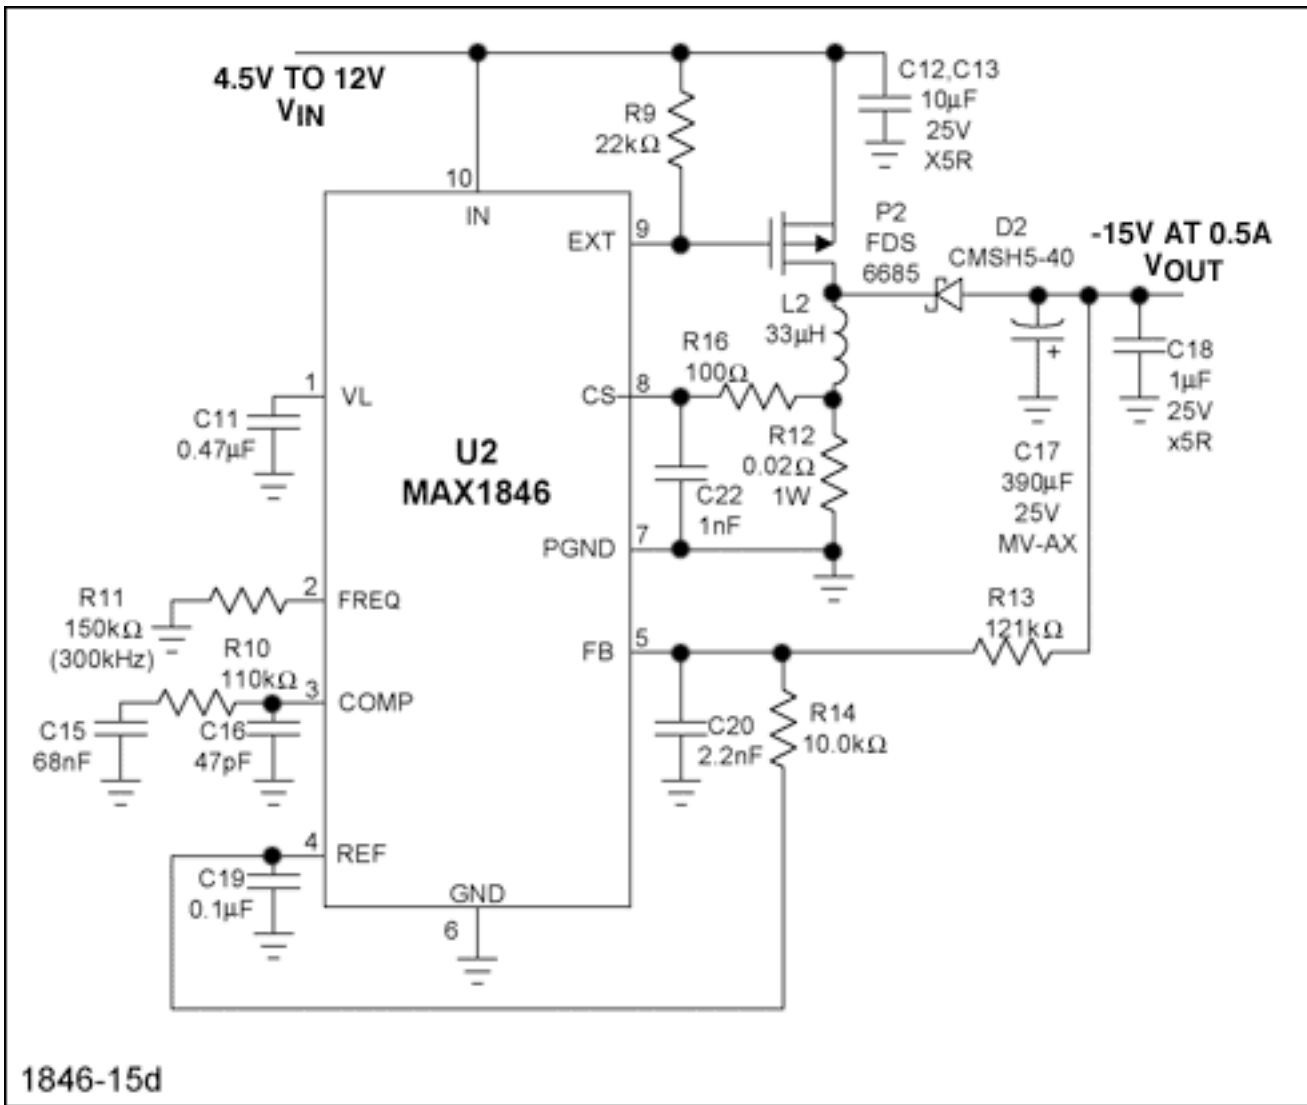 4.5V TO 12V
VIN
R9
22kΩ
C12,C13
10µF
25V
X5R
10
IN
EXT
9
P2
FDS
6685
D2
CMSH5-40
-15V AT 0.5A
VOUT
L2
33µH
R16
100Ω
1
VL
CS
8
C11
0.47µF
U2
MAX1846
R12
0.02Ω
1W
C22
1nF
C18
1µF
25V
x5R
C17
390µF
25V
MV-AX
PGND
7
R11
150kΩ
(300kHz)
2
FREQ
R13
121kΩ
FB
5
R10
110kΩ
3
COMP
C15
68nF
C16
47pF
C20
2.2nF
R14
10.0kΩ
4
REF
C19
0.1µF
GND
6
1846-15d